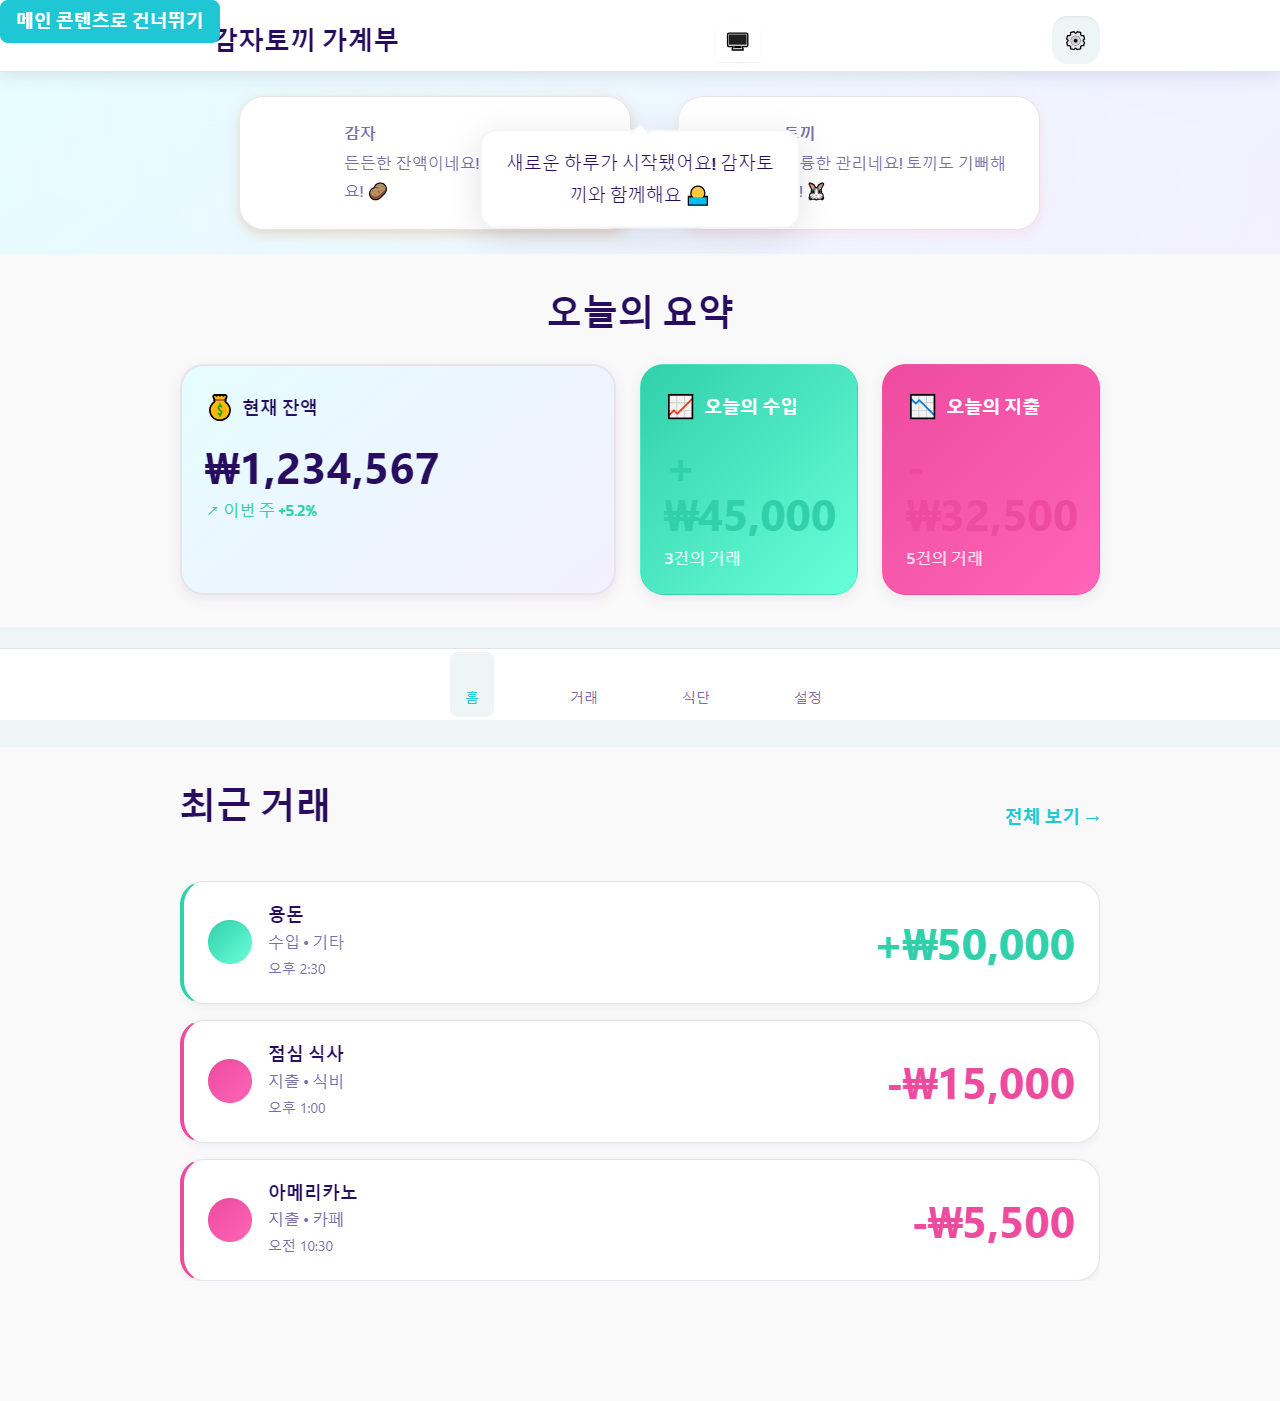 메인 콘텐츠로 건너뛰기
감자토끼 가계부
감자
든든한 잔액이네요!
요! 🥔
새로운 하루가 시작됐어요! 감자토
끼와 함께해요
륭한 관리네요! 토끼도 기뻐해
! 🐰
오늘의 요약
💰 현재 잔액
₩1,234,567
↗ 이번 주 +5.2%
📈 오늘의 수입
+
₩45,000
3건의 거래
📉 오늘의 지출
-
₩32,500
5건의 거래
홈
거래
식단
설정
최근 거래
전체 보기 →
용돈
수입 • 기타
오후 2:30
+₩50,000
점심 식사
지출 • 식비
오후 1:00
-₩15,000
아메리카노
지출 • 카페
오전 10:30
-₩5,500